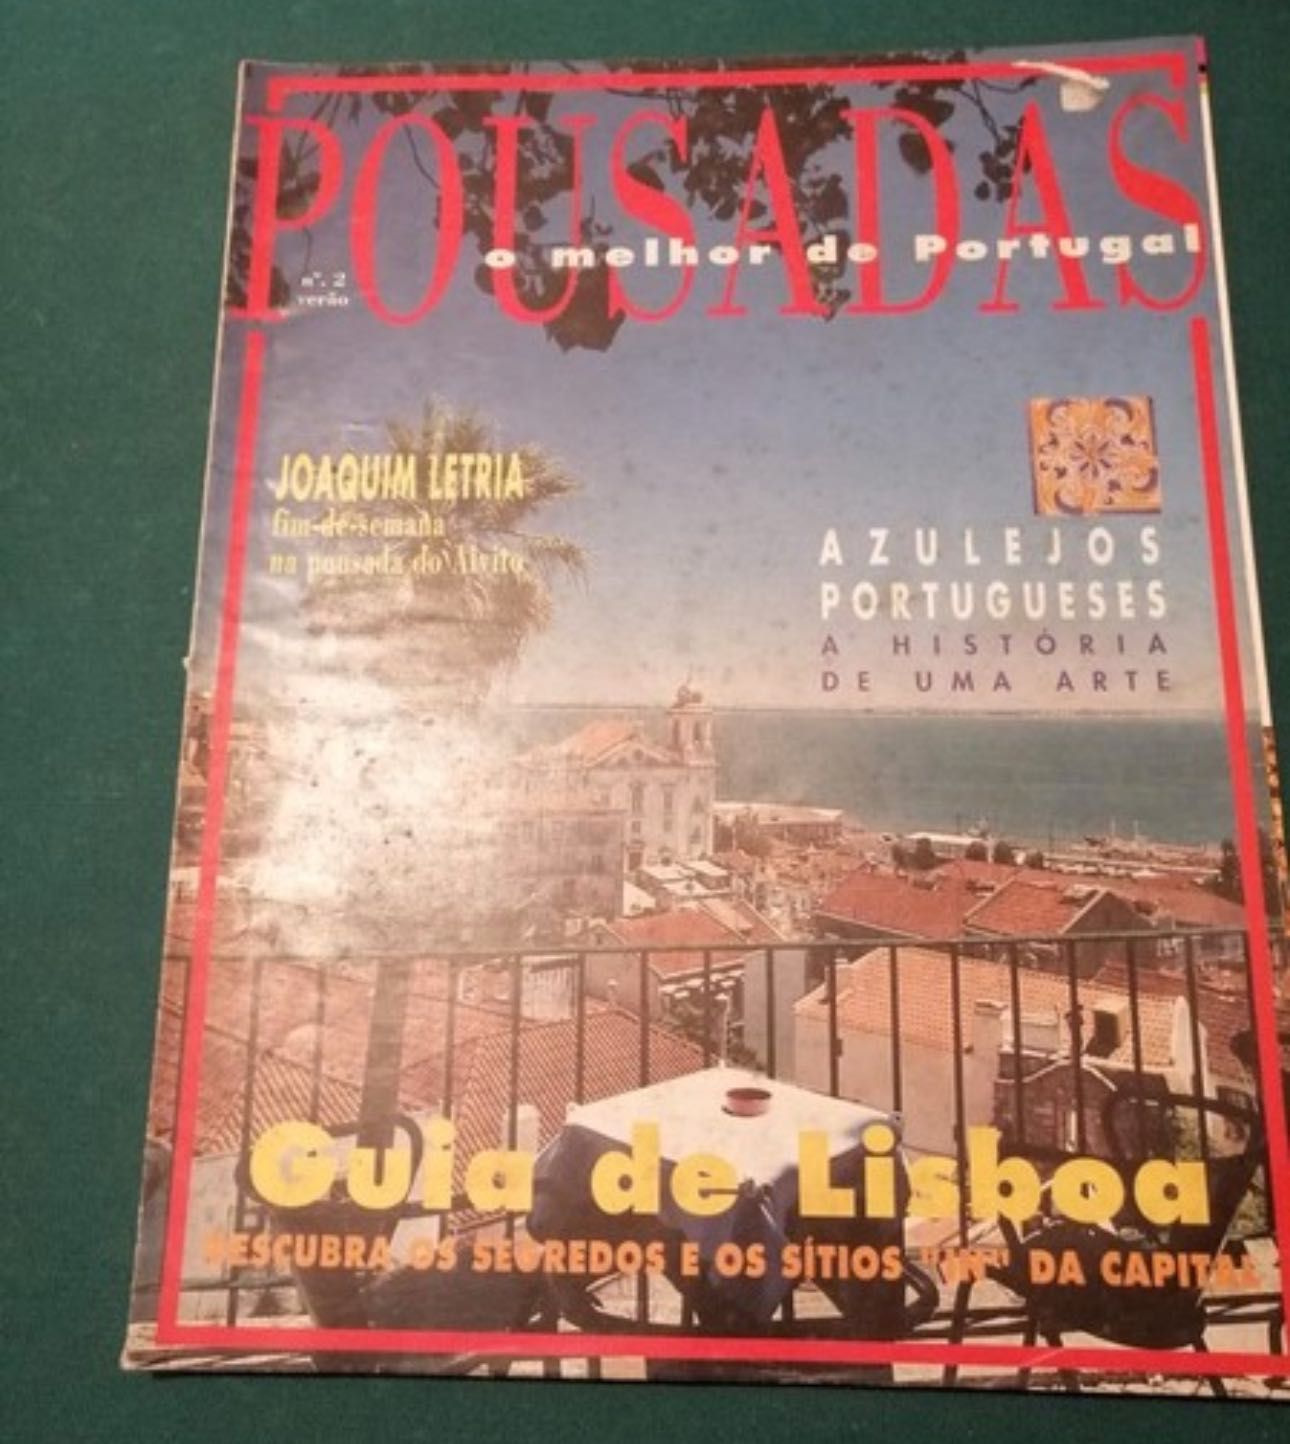 POUSADAS
o melhor de Portugal
nº. 2
verão
JOAQUIM LETRIA
fim-de-semana
na pousada do Alvito
AZULEJOS
PORTUGUESES
A HISTÓRIA
DE UMA ARTE
Guia de Lisboa
DESCUBRA OS SEGREDOS E OS SÍTIOS "IN" DA CAPITAL